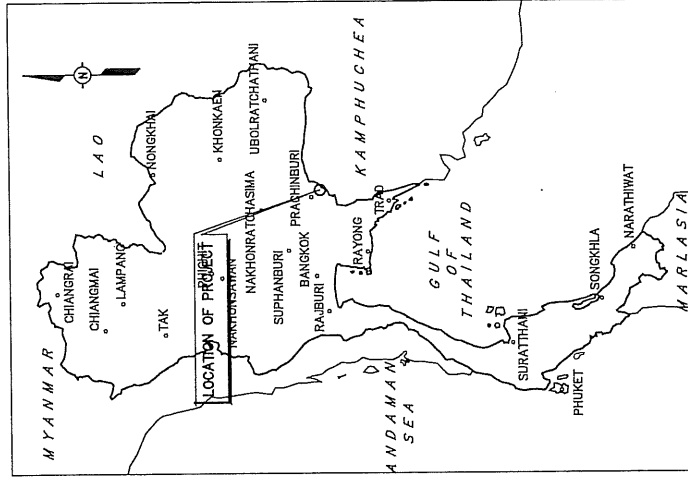 MYANMAR
LAO
CHIANGRAI
CHIANGMAI
LAMPANG
NONGKHAI
TAK
KHONKAEN
UBOLRATCHATHANI
LOCATION OF PROJECT
NAKHONSAWAN
NAKHONRATCHASIMA
SUPHANBURI
PRACHINBURI
BANGKOK
RAJBURI
KAMPHUCHEA
RAYONG
TRAD
GULF
OF
THAILAND
ANDAMAN
SEA
SURATTHANI
PHUKET
SONGKHLA
NARATHIWAT
MARLASIA
N